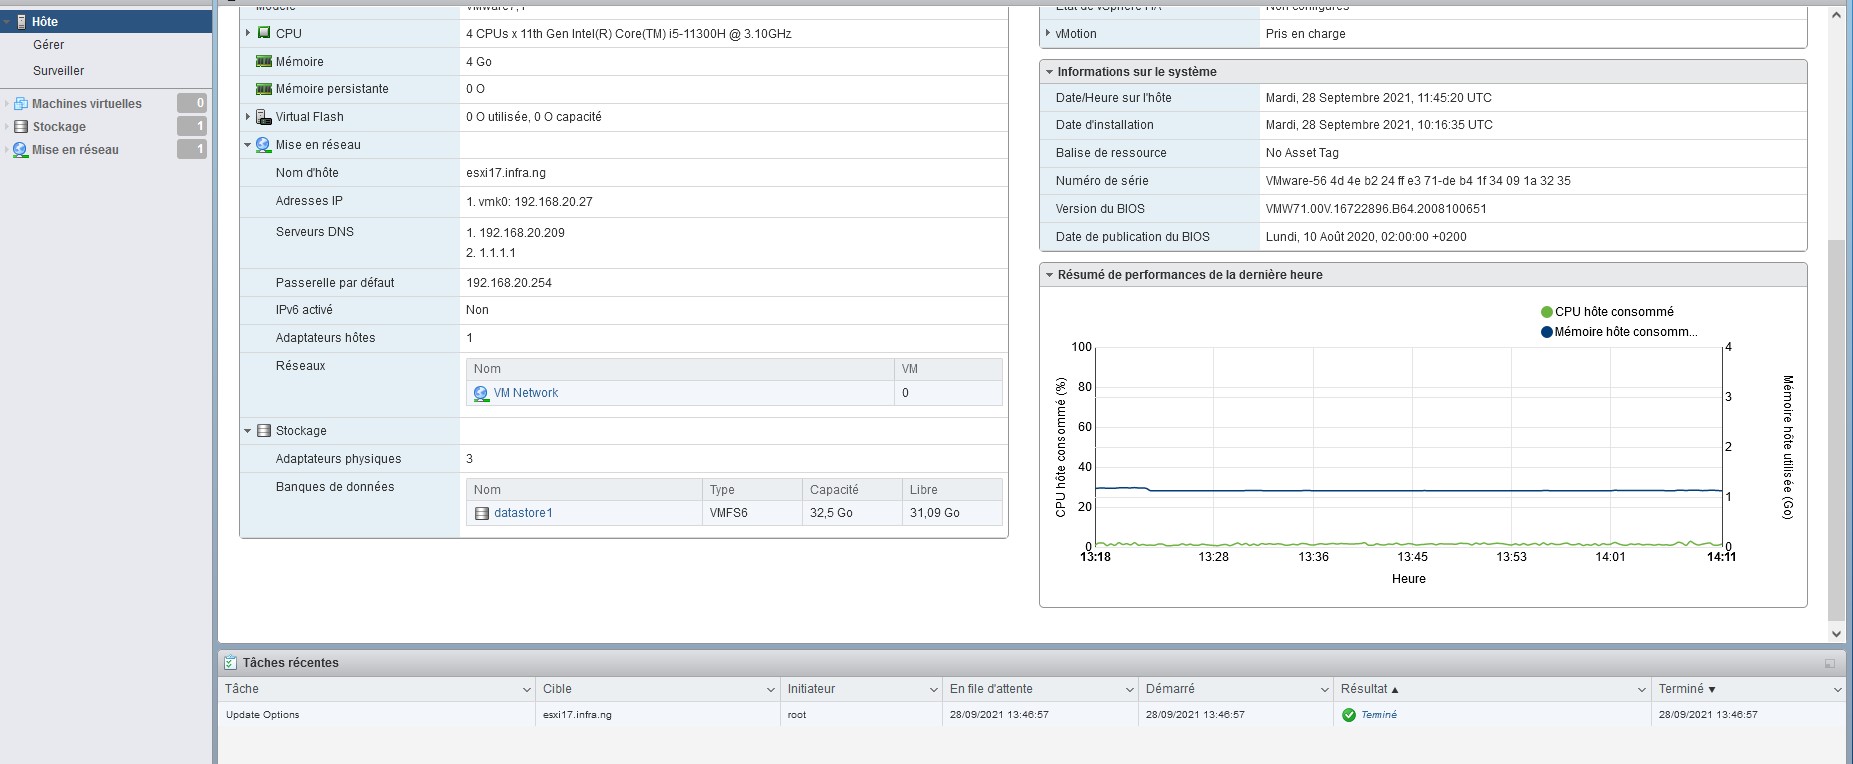 Hôte
Gérer
Surveiller
Machines virtuelles 0
Stockage 1
Mise en réseau 1
Modèle VMware7,1
CPU 4 CPUs x 11th Gen Intel(R) Core(TM) i5-11300H @ 3.10GHz
Mémoire 4 Go
Mémoire persistante 0 O
Virtual Flash 0 O utilisée, 0 O capacité
Mise en réseau
Nom d'hôte esxi17.infra.ng
Adresses IP 1. vmk0: 192.168.20.27
Serveurs DNS 1. 192.168.20.209
2. 1.1.1.1
Passerelle par défaut 192.168.20.254
IPv6 activé Non
Adaptateurs hôtes 1
Réseaux Nom VM
VM Network 0
Stockage
Adaptateurs physiques 3
Banques de données Nom Type Capacité Libre
datastore1 VMFS6 32,5 Go 31,09 Go
État de vSphere HA Non configurés
vMotion Pris en charge
Informations sur le système
Date/Heure sur l'hôte Mardi, 28 Septembre 2021, 11:45:20 UTC
Date d'installation Mardi, 28 Septembre 2021, 10:16:35 UTC
Balise de ressource No Asset Tag
Numéro de série VMware-56 4d 4e b2 24 ff e3 71-de b4 1f 34 09 1a 32 35
Version du BIOS VMW71.00V.16722896.B64.2008100651
Date de publication du BIOS Lundi, 10 Août 2020, 02:00:00 +0200
Résumé de performances de la dernière heure
CPU hôte consommé
Mémoire hôte consomm...
100
80
60
40
20
0
CPU hôte consommé (%)
4
3
2
1
0
Mémoire hôte utilisée (Go)
13:18 13:28 13:36 13:45 13:53 14:01 14:11
Heure
Tâches récentes
Tâche Cible Initiateur En file d'attente Démarré Résultat ▲ Terminé ▼
Update Options esxi17.infra.ng root 28/09/2021 13:46:57 28/09/2021 13:46:57 Terminé 28/09/2021 13:46:57